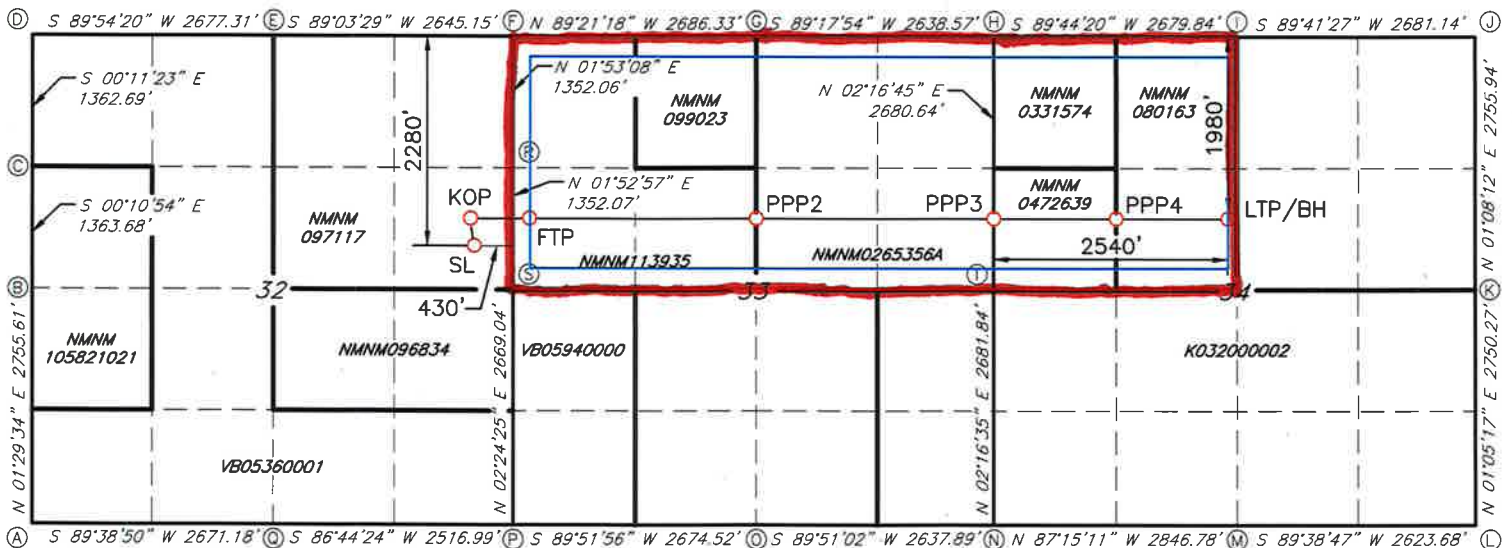 D S 89°54'20" W 2677.31' E S 89°03'29" W 2645.15' F N 89°21'18" W 2686.33' G S 89°17'54" W 2638.57' H S 89°44'20" W 2679.84' I S 89°41'27" W 2681.14' J
S 00°11'23" E
1362.69'
N 01°53'08" E
1352.06'
NMNM
099023
N 02°16'45" E
2680.64'
NMNM
0331574
NMNM
080163
2280'
1980'
N 01°08'12" E 2755.94'
C
R
S 00°10'54" E
1363.68'
N 01°52'57" E
1352.07'
NMNM
0472639
NMNM
097117
KOP
FTP
PPP2
PPP3
PPP4
LTP/BH
SL
NMNM113935
NMNM0265356A
2540'
S
T
B
32
430'
33
34
K
N 01°29'34" E 2755.61'
NMNM
105821021
NMNM096834
N 02°24'25" E 2669.04'
VB05940000
N 02°16'35" E 2681.84'
K032000002
N 01°05'17" E 2750.27'
VB05360001
A S 89°38'50" W 2671.18' Q S 86°44'24" W 2516.99' P S 89°51'56" W 2674.52' O S 89°51'02" W 2637.89' N N 87°15'11" W 2846.78' M S 89°38'47" W 2623.68' L